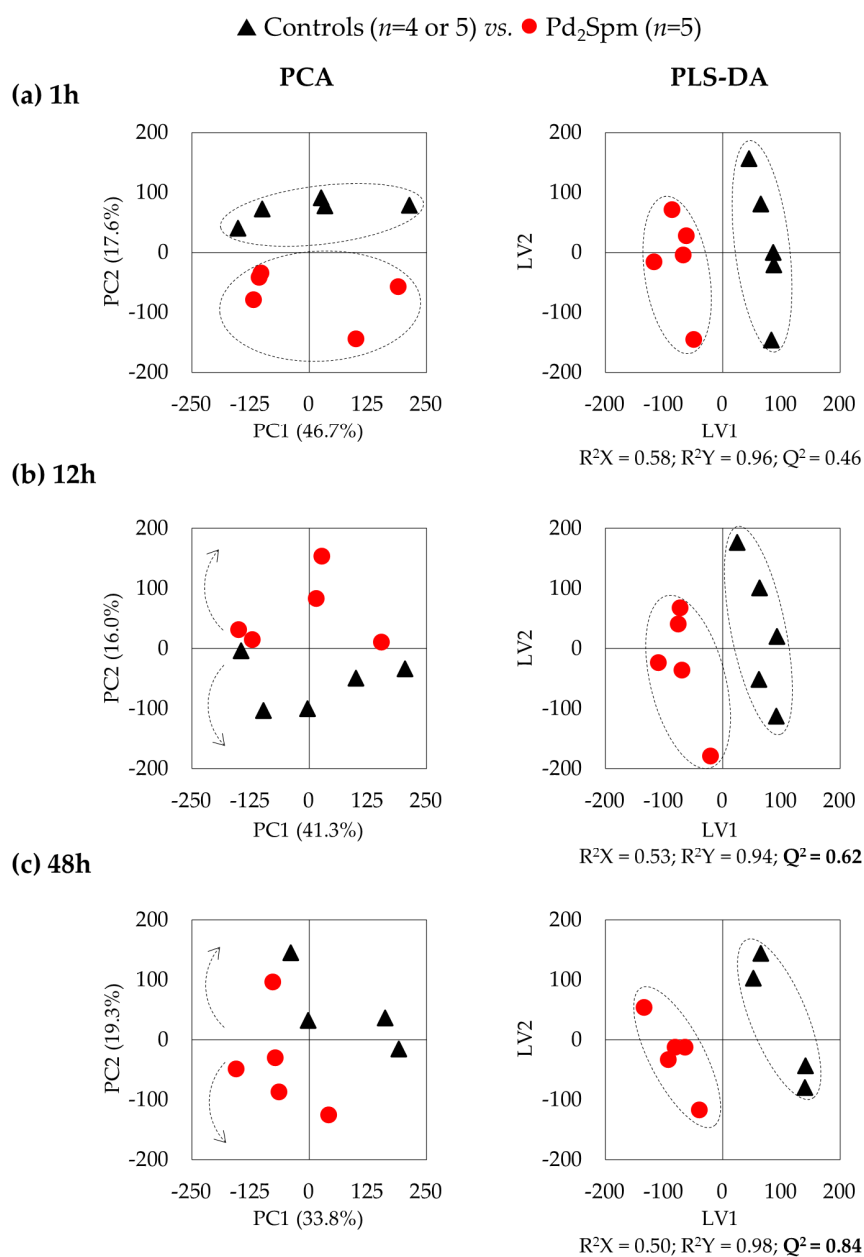 ▲ Controls (n=4 or 5) vs. ● Pd₂Spm (n=5)
PCA PLS-DA
(a) 1h
200 200
100 100
0 0
-100 -100
-200 -200
PC2 (17.6%) LV2
-250 -125 0 125 250 -200 -100 0 100 200
PC1 (46.7%) LV1
R²X = 0.58; R²Y = 0.96; Q² = 0.46
(b) 12h
200 200
100 100
0 0
-100 -100
-200 -200
PC2 (16.0%) LV2
-250 -125 0 125 250 -200 -100 0 100 200
PC1 (41.3%) LV1
R²X = 0.53; R²Y = 0.94; Q² = 0.62
(c) 48h
200 200
100 100
0 0
-100 -100
-200 -200
PC2 (19.3%) LV2
-250 -125 0 125 250 -200 -100 0 100 200
PC1 (33.8%) LV1
R²X = 0.50; R²Y = 0.98; Q² = 0.84